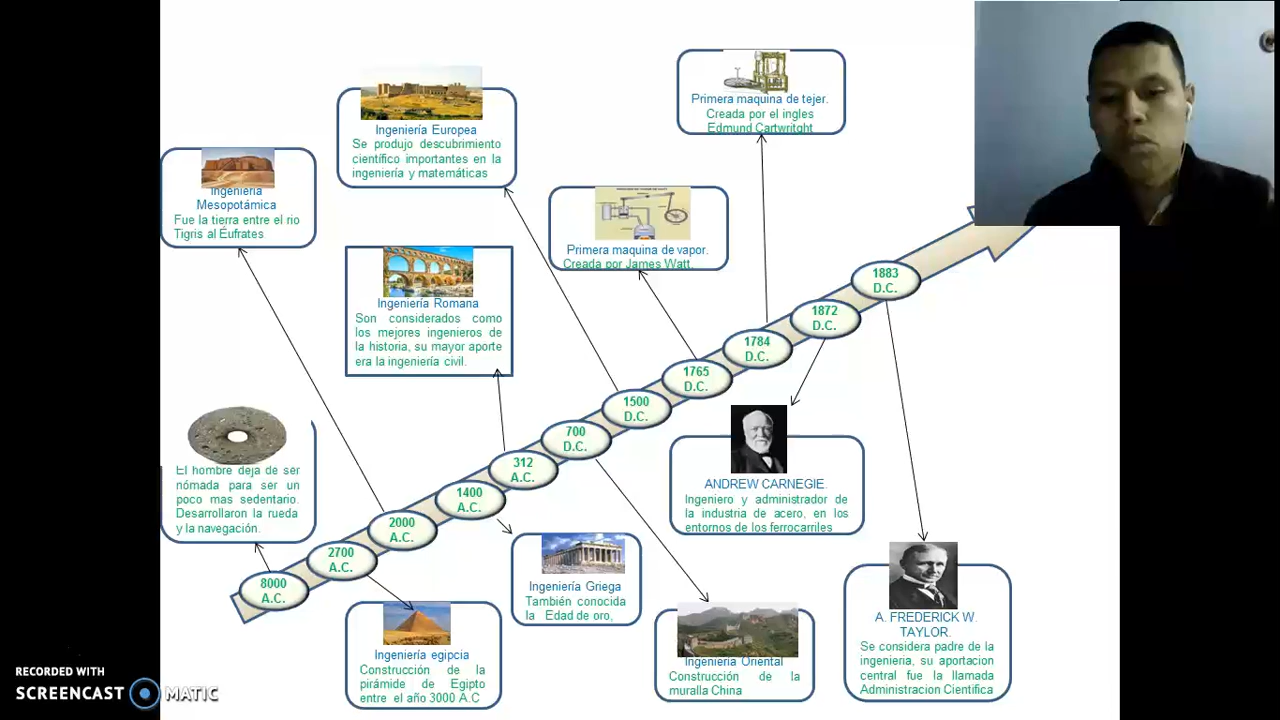 Primera maquina de tejer.
Creada por el ingles
Edmund Cartwritght
Ingeniería Europea
Se produjo descubrimiento
científico importantes en la
ingeniería y matemáticas
Ingeniería
Mesopotámica
Fue la tierra entre el rio
Tigris al Éufrates
Primera maquina de vapor.
Creada por James Watt.
Ingeniería Romana
Son considerados como
los mejores ingenieros de
la historia, su mayor aporte
era la ingeniería civil.
El hombre deja de ser
nómada para ser un
poco mas sedentario.
Desarrollaron la rueda
y la navegación.
8000
A.C.
2700
A.C.
2000
A.C.
1400
A.C.
312
A.C.
700
D.C.
1500
D.C.
1765
D.C.
1784
D.C.
1872
D.C.
1883
D.C.
ANDREW CARNEGIE.
Ingeniero y administrador de
la industria de acero, en los
entornos de los ferrocarriles
Ingeniería Griega
También conocida
la Edad de oro,
Ingeniería egipcia
Construcción de la
pirámide de Egipto
entre el año 3000 A.C
Ingeniería Oriental
Construcción de la
muralla China
A. FREDERICK W.
TAYLOR.
Se considera padre de la
ingenieria, su aportacion
central fue la llamada
Administracion Cientifica
RECORDED WITH
SCREENCAST MATIC